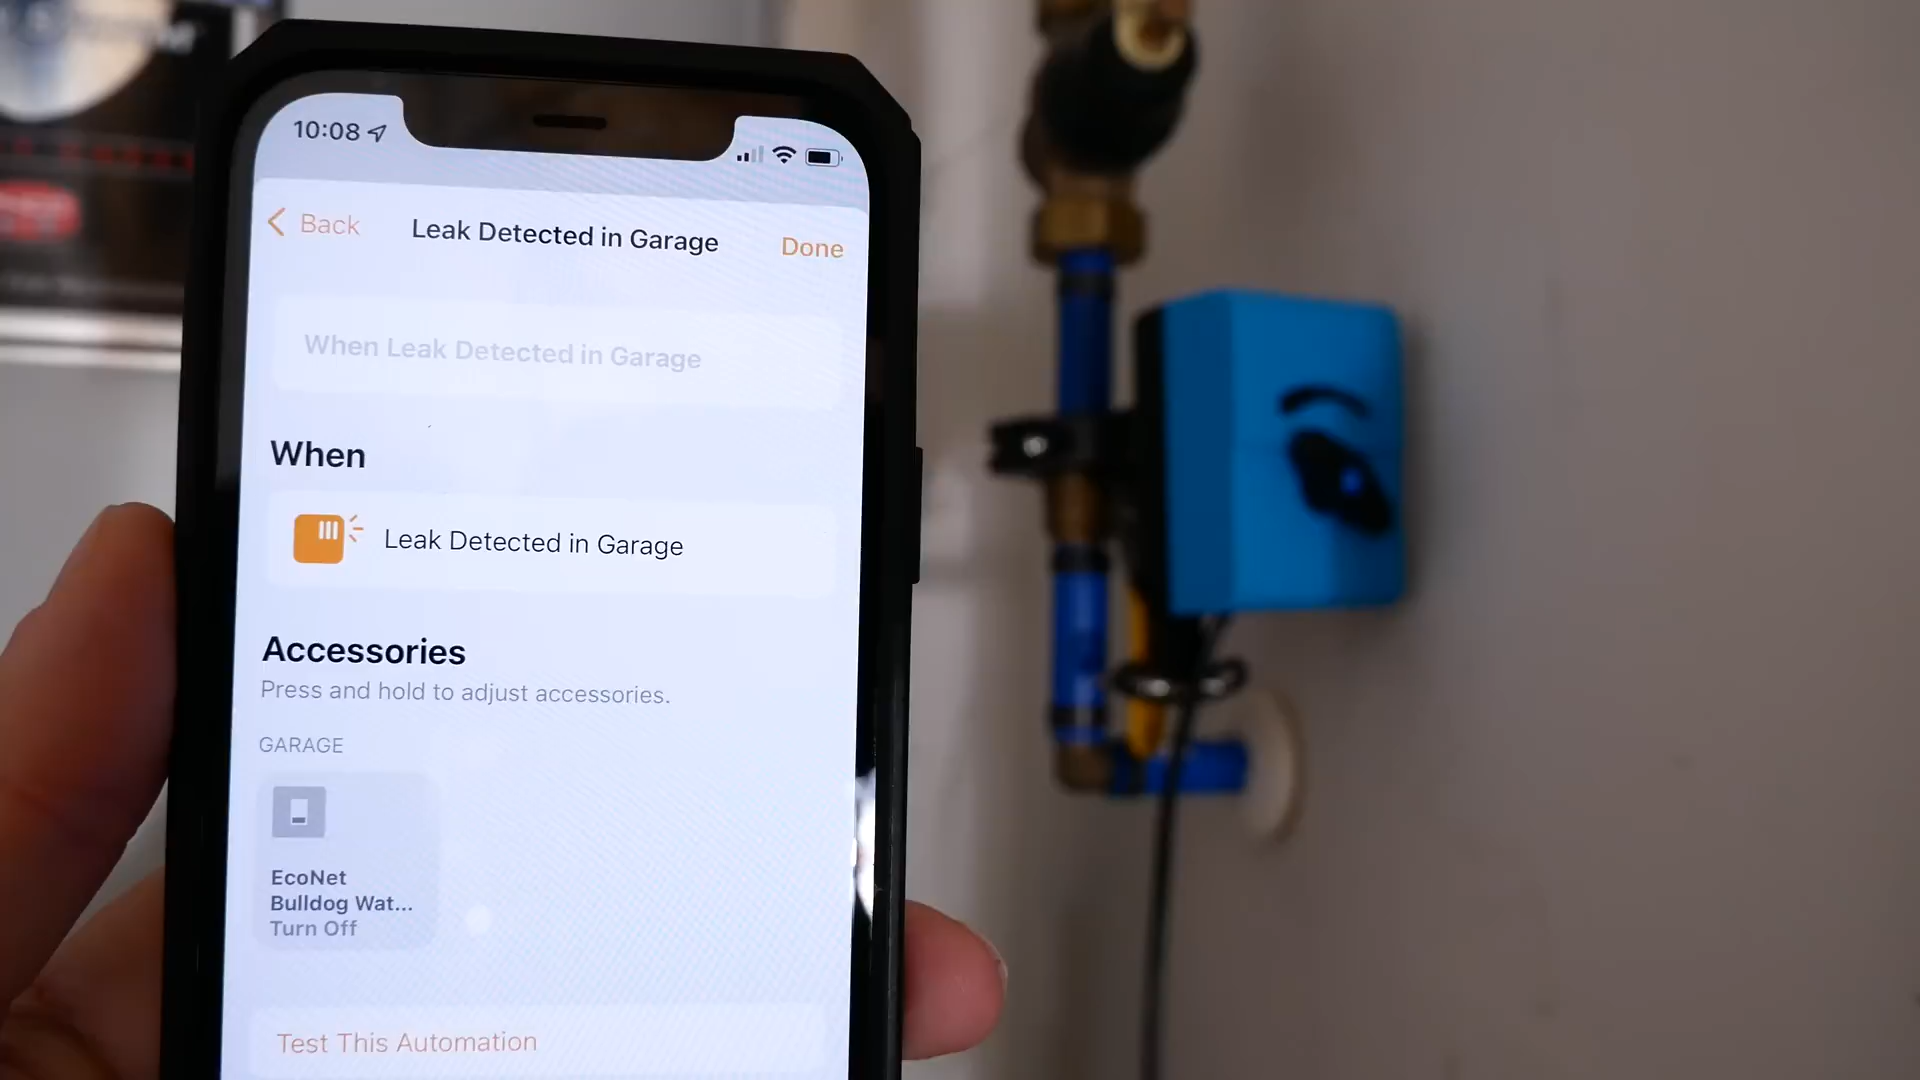 10:08
Back
Leak Detected in Garage
Done
When Leak Detected in Garage
When
Leak Detected in Garage
Accessories
Press and hold to adjust accessories.
GARAGE
EcoNet
Bulldog Wat...
Turn Off
Test This Automation